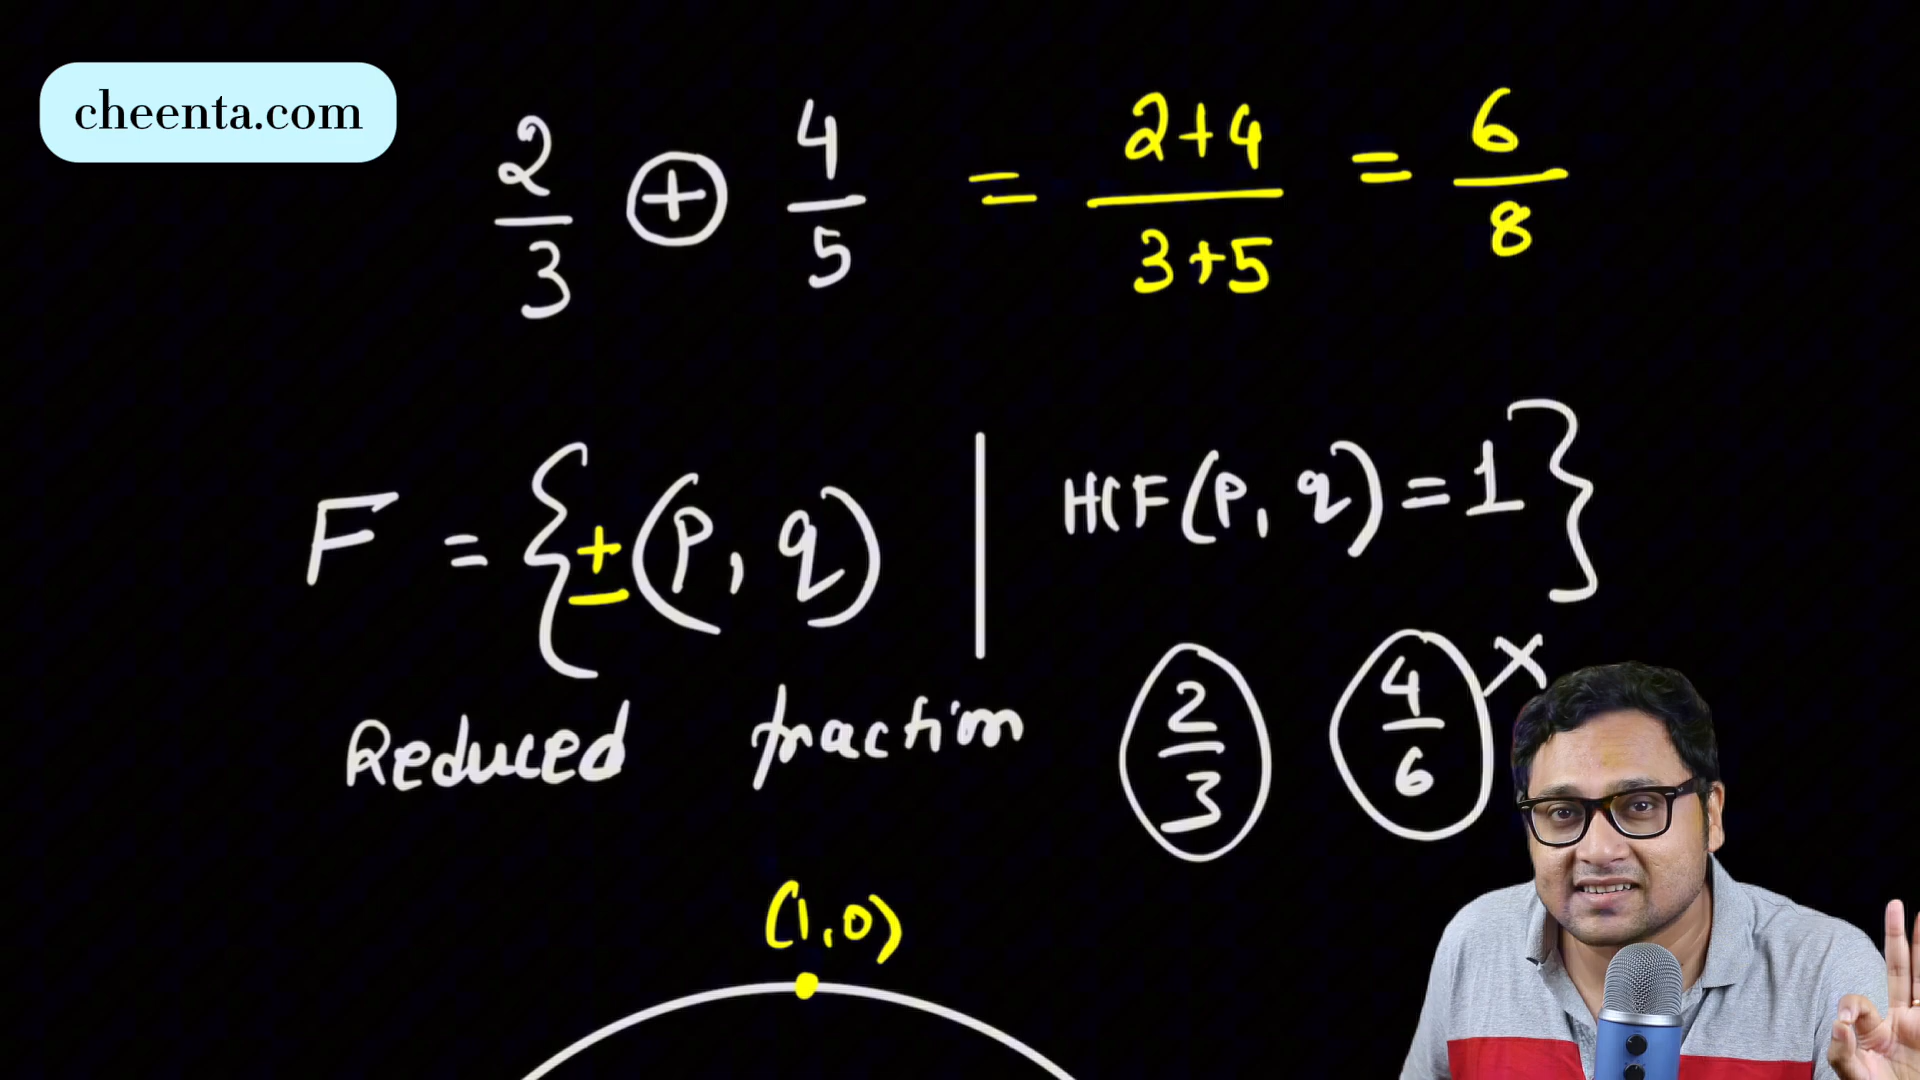 cheenta.com
2/3 ⊕ 4/5 = 2+4/3+5 = 6/8
F = {±(p, q) | HCF(p, q) = 1}
Reduced fraction 2/3 4/6 ×
(1,0)